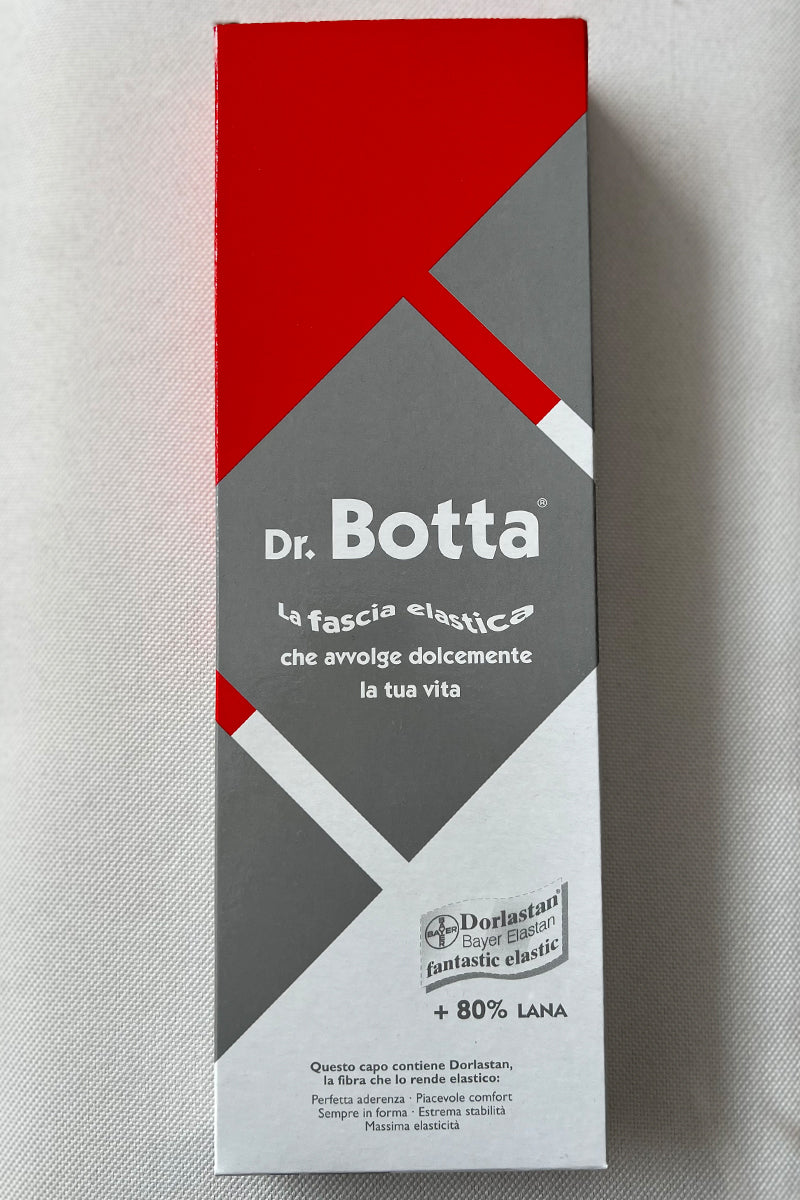 Dr. Botta®
La fascia elastica
che avvolge dolcemente
la tua vita
BAYER
BAYER
Dorlastan®
Bayer Elastan
fantastic elastic
+ 80% LANA
Questo capo contiene Dorlastan,
la fibra che lo rende elastico:
Perfetta aderenza · Piacevole comfort
Sempre in forma · Estrema stabilità
Massima elasticità